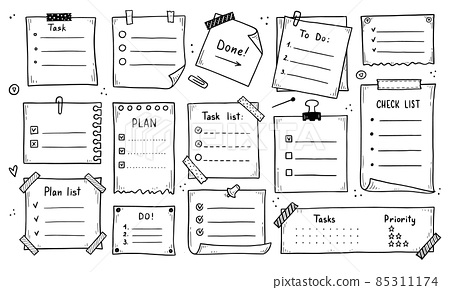 Task
Done!
To Do:
1.
2.
3.
PLAN
Task list:
CHECK LIST
Plan list
DO!
1.
2.
3.
Tasks Priority
85311174